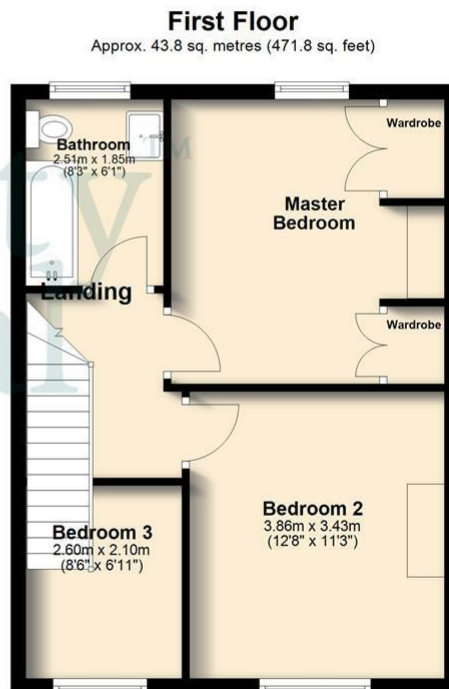 First Floor
Approx. 43.8 sq. metres (471.8 sq. feet)
Wardrobe
Bathroom
2.51m x 1.85m
(8'3" x 6'1")
TM
Master
Bedroom
Landing
Wardrobe
Bedroom 2
3.86m x 3.43m
(12'8" x 11'3")
Bedroom 3
2.60m x 2.10m
(8'6" x 6'11")